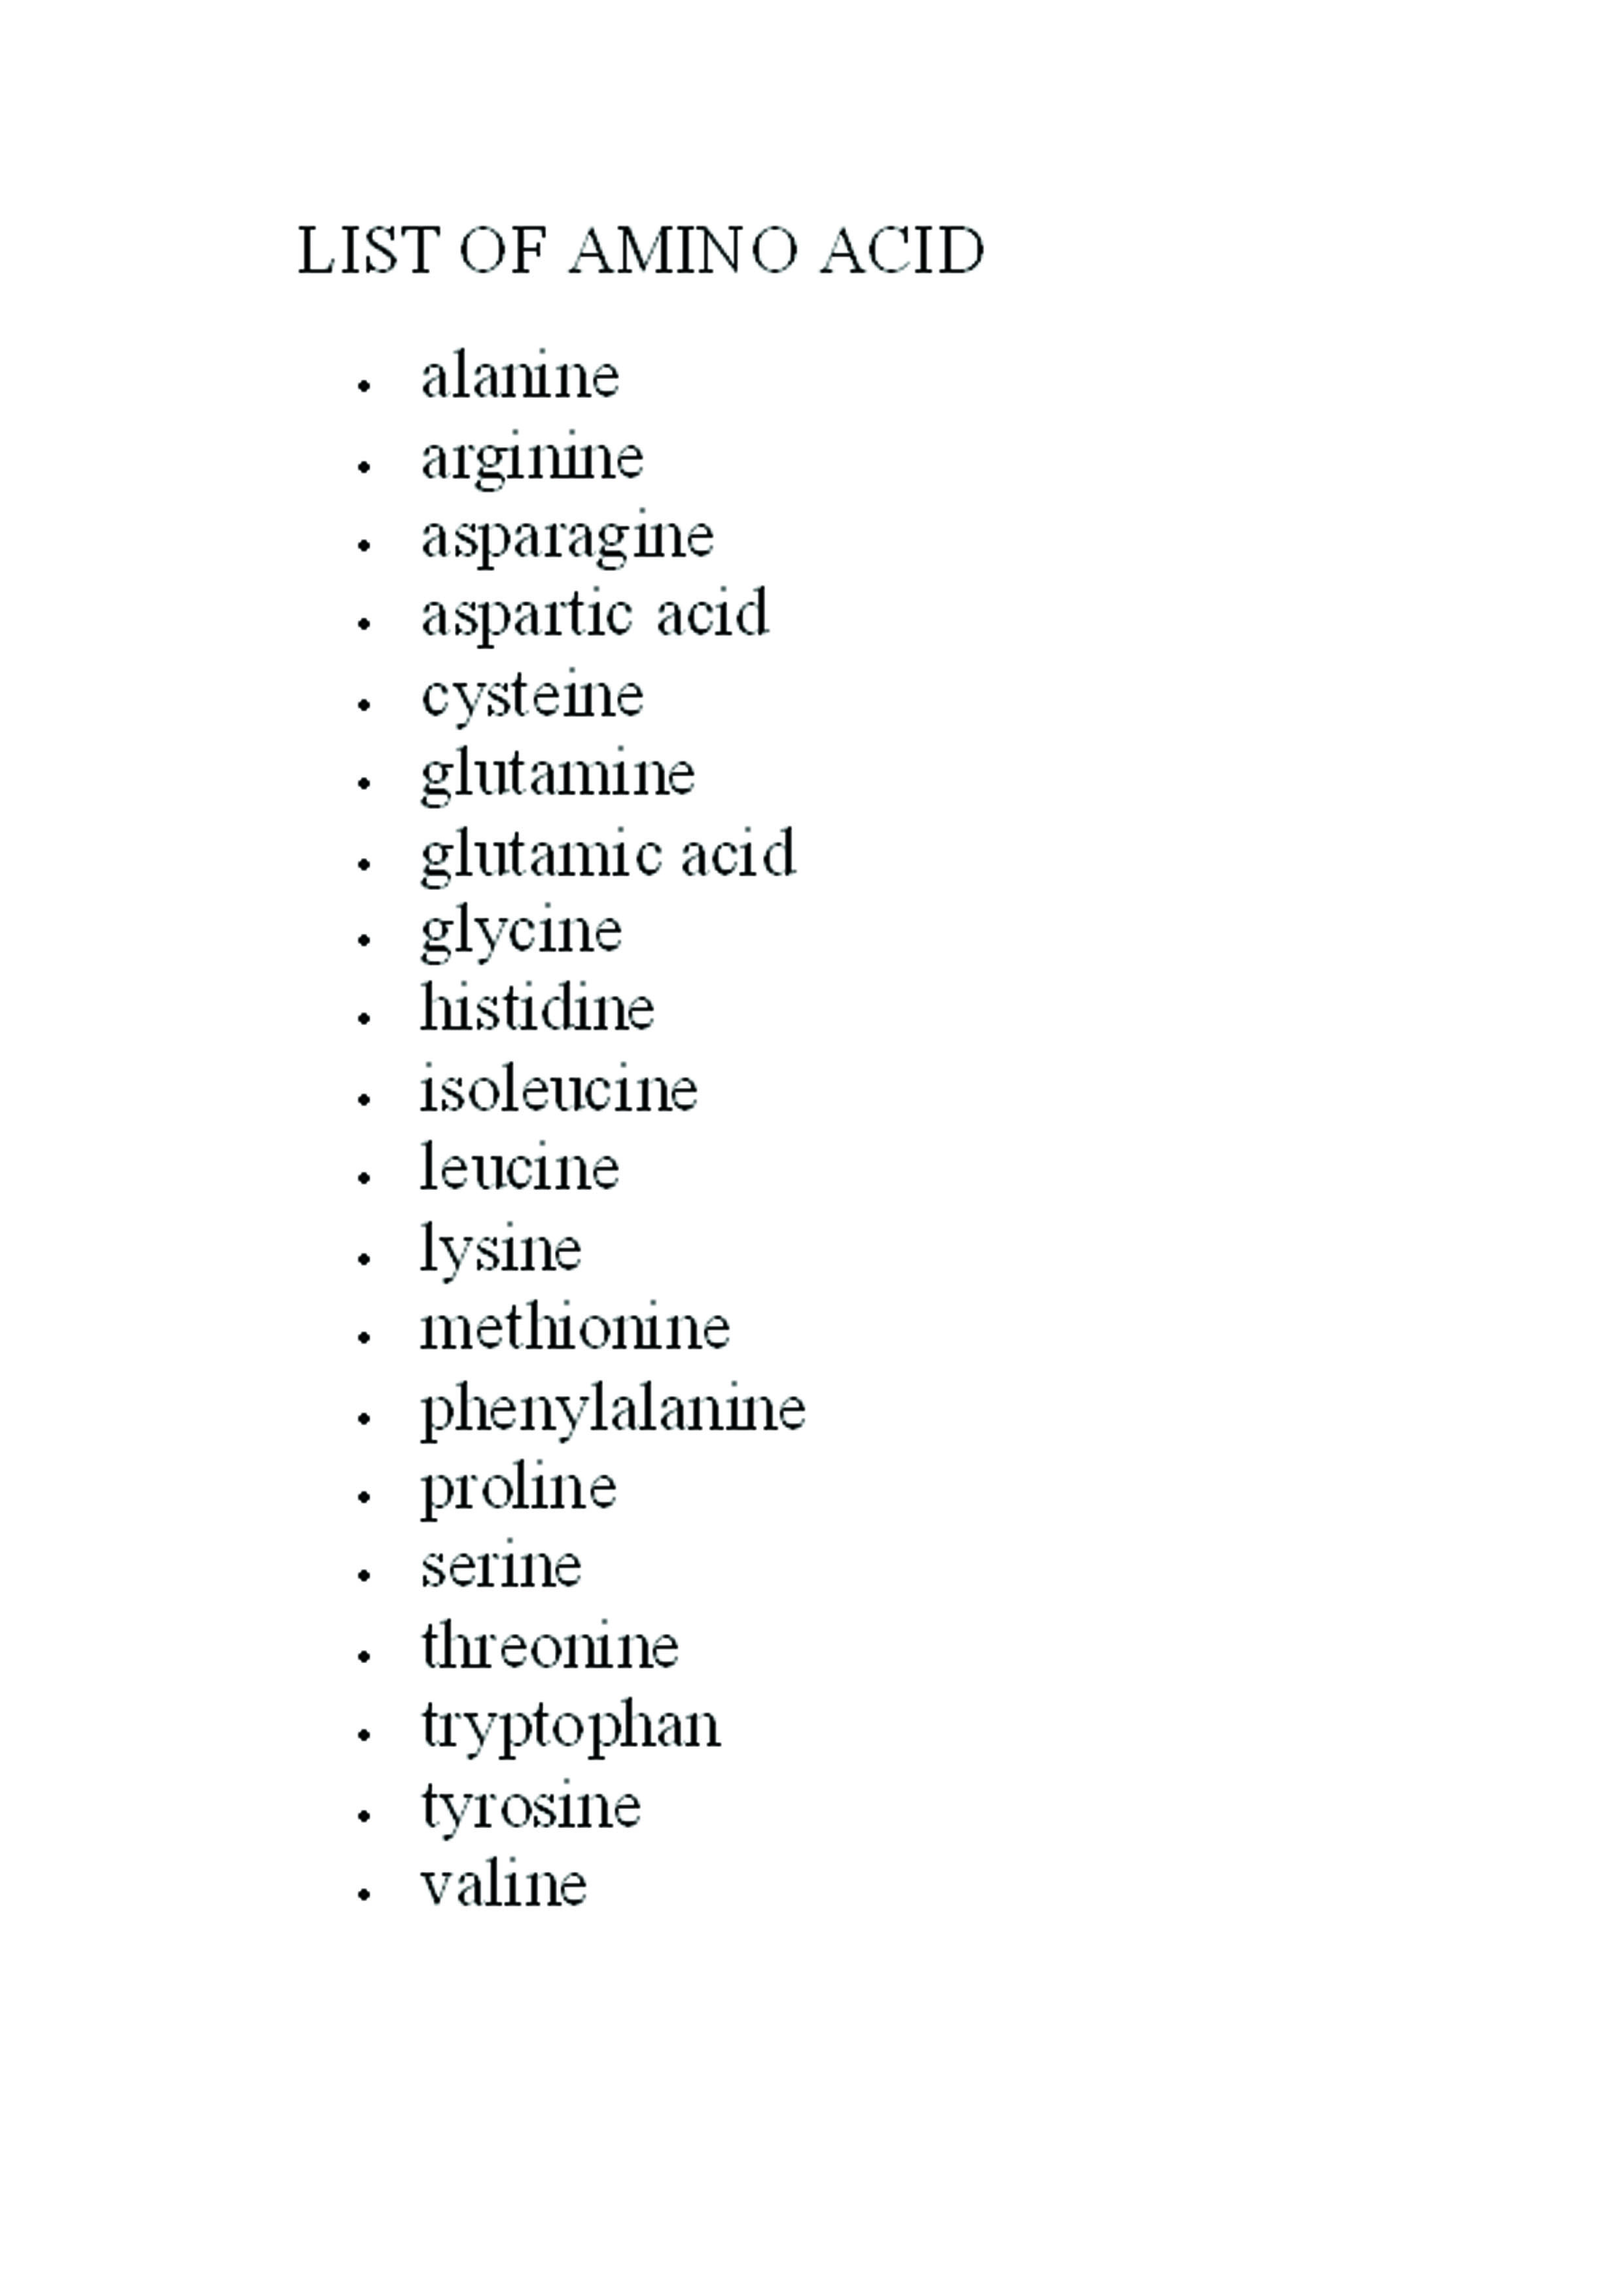 LIST OF AMINO ACID
• alanine
• arginine
• asparagine
• aspartic acid
• cysteine
• glutamine
• glutamic acid
• glycine
• histidine
• isoleucine
• leucine
• lysine
• methionine
• phenylalanine
• proline
• serine
• threonine
• tryptophan
• tyrosine
• valine